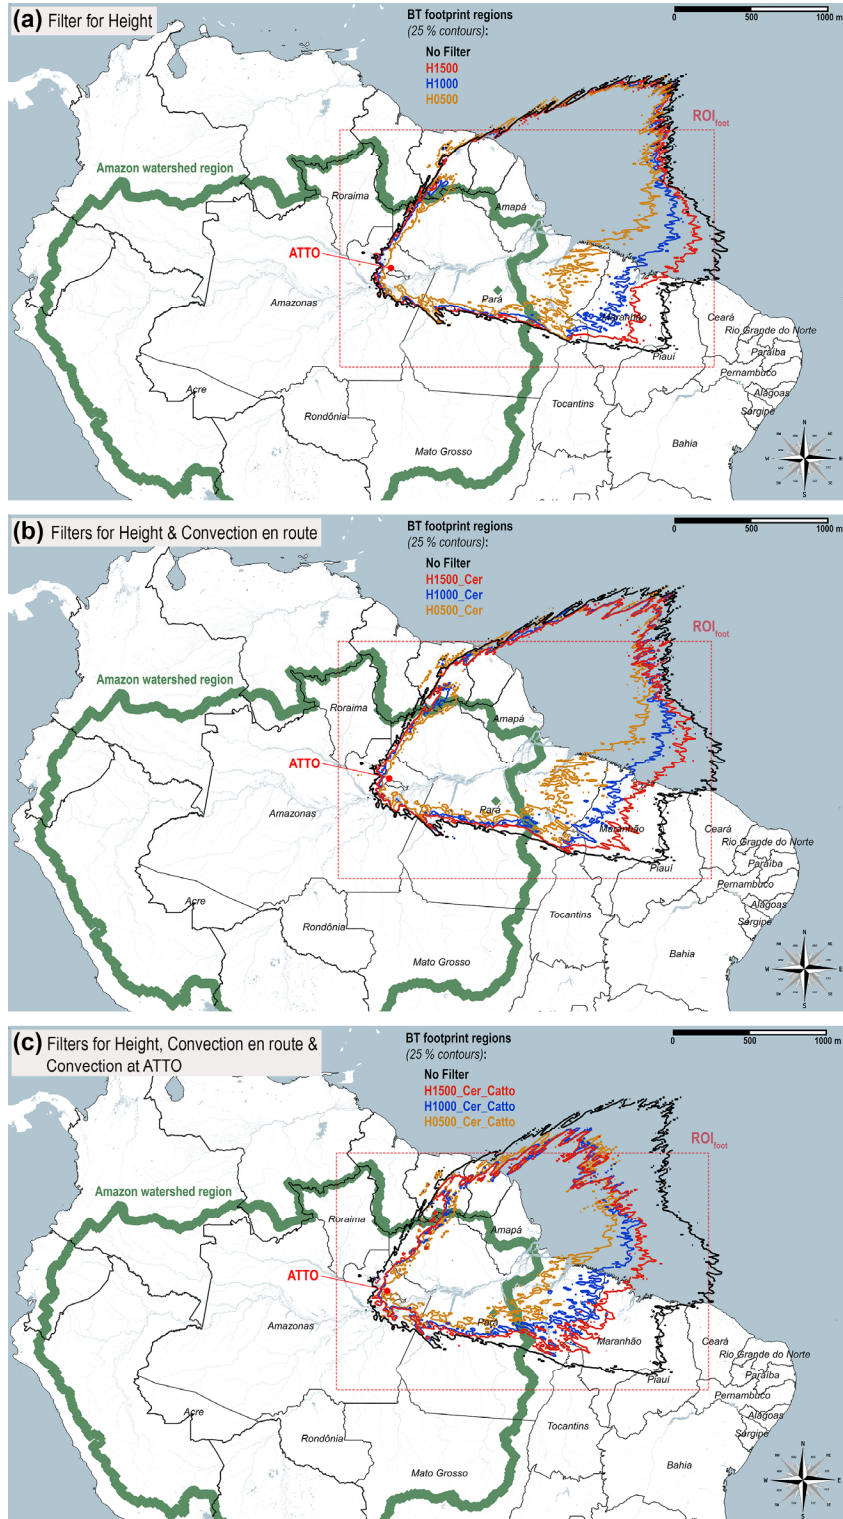 (a) Filter for Height
BT footprint regions
(25 % contours):
No Filter
H1500
H1000
H0500
0 500 1000 m
ROIfoot
Amazon watershed region
Roraima
Amapá
ATTO
Amazonas
Pará
Maranhão
Ceará
Rio Grande do Norte
Paraíba
Piauí
Pernambuco
Alagoas
Sergipe
Acre
Rondônia
Tocantins
Mato Grosso
Bahia
N
W E
S
(b) Filters for Height & Convection en route
BT footprint regions
(25 % contours):
No Filter
H1500_Cer
H1000_Cer
H0500_Cer
0 500 1000 m
ROIfoot
Amazon watershed region
Roraima
Amapá
ATTO
Amazonas
Pará
Maranhão
Ceará
Rio Grande do Norte
Paraíba
Piauí
Pernambuco
Alagoas
Sergipe
Acre
Rondônia
Tocantins
Mato Grosso
Bahia
N
W E
S
(c) Filters for Height, Convection en route &
Convection at ATTO
BT footprint regions
(25 % contours):
No Filter
H1500_Cer_Catto
H1000_Cer_Catto
H0500_Cer_Catto
0 500 1000 m
ROIfoot
Amazon watershed region
Roraima
Amapá
ATTO
Amazonas
Pará
Maranhão
Ceará
Rio Grande do Norte
Paraíba
Piauí
Pernambuco
Alagoas
Sergipe
Acre
Rondônia
Tocantins
Mato Grosso
Bahia
N
W E
S